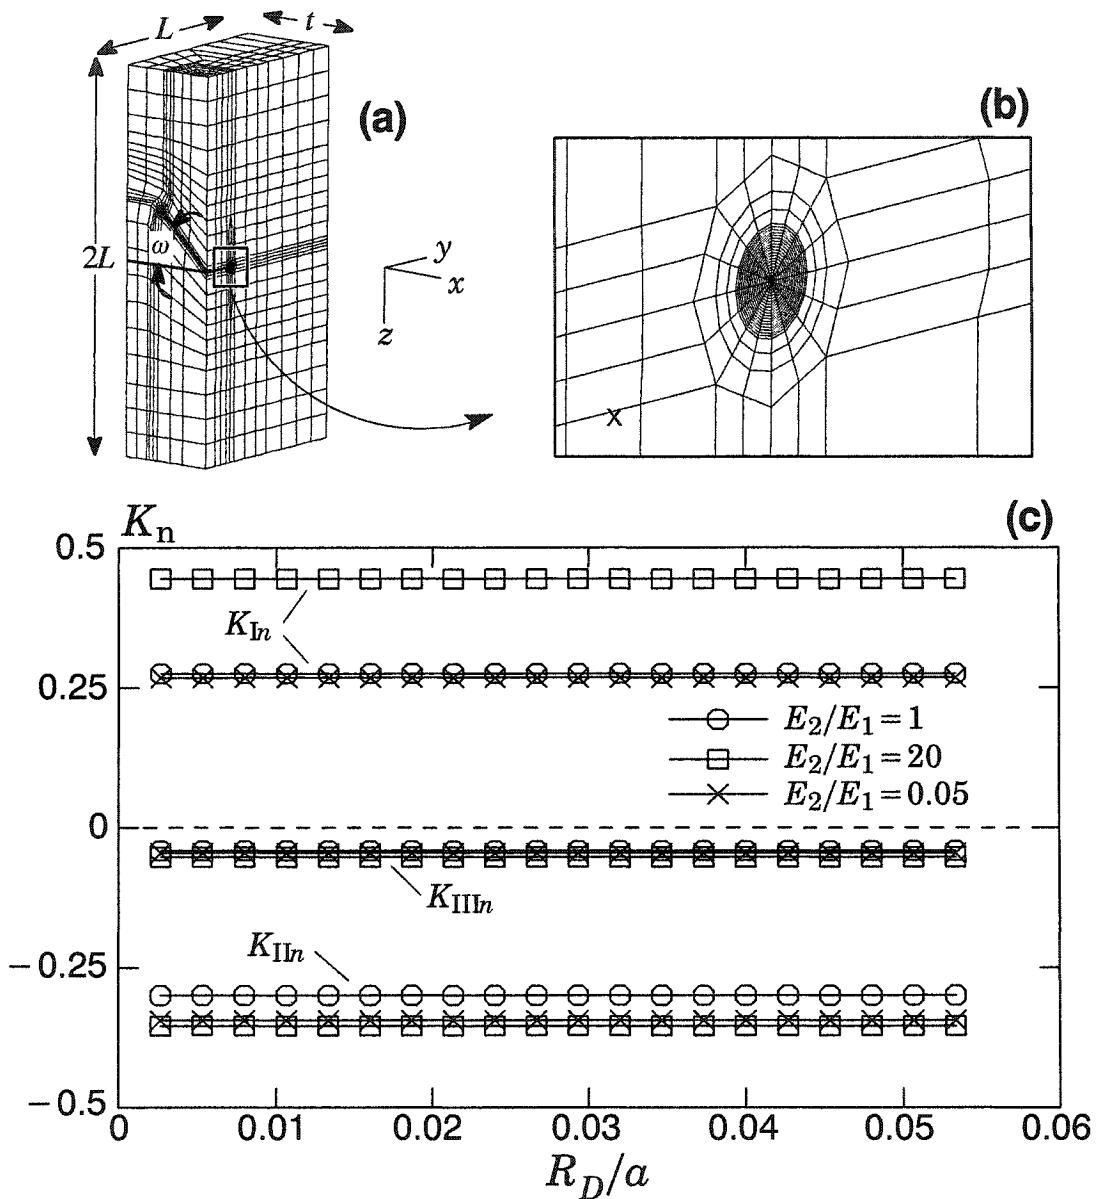 L
t
(a)
(b)
ω
2L
y
x
z
X
K_n
(c)
0.5
K_In
0.25
E_2/E_1 = 1
E_2/E_1 = 20
E_2/E_1 = 0.05
0
K_IIIn
K_IIn
−0.25
−0.5
0 0.01 0.02 0.03 0.04 0.05 0.06
R_D/a